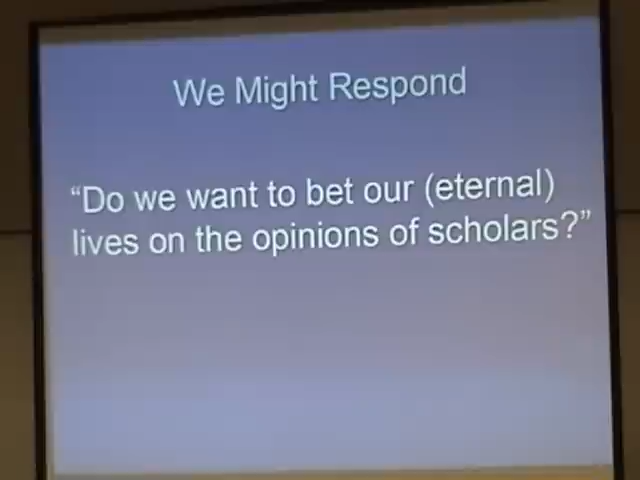 We Might Respond
“Do we want to bet our (eternal)
lives on the opinions of scholars?”